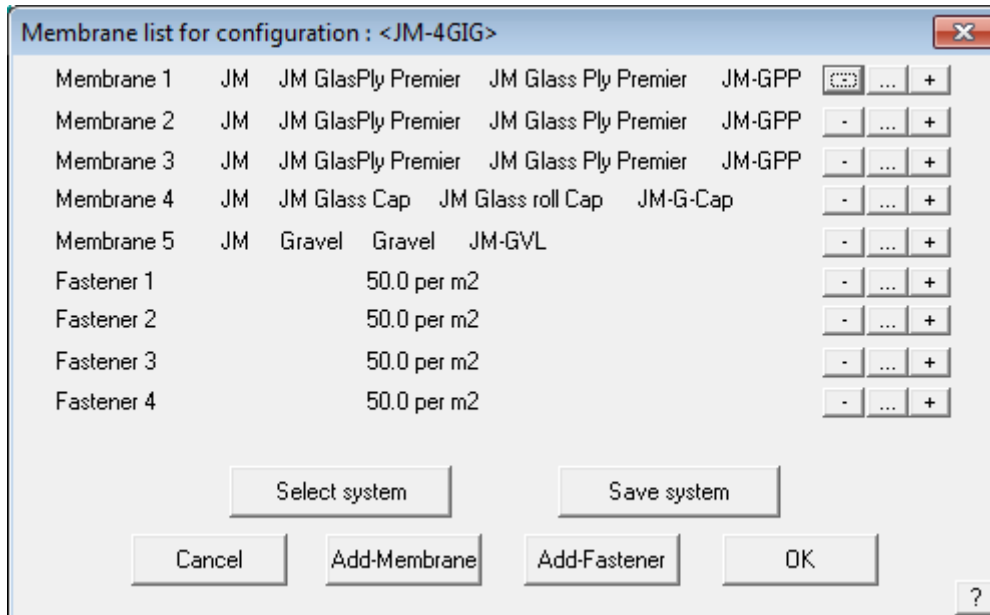 Membrane list for configuration : <JM-4GIG>
Membrane 1 JM JM GlasPly Premier JM Glass Ply Premier JM-GPP - ... +
Membrane 2 JM JM GlasPly Premier JM Glass Ply Premier JM-GPP - ... +
Membrane 3 JM JM GlasPly Premier JM Glass Ply Premier JM-GPP - ... +
Membrane 4 JM JM Glass Cap JM Glass roll Cap JM-G-Cap - ... +
Membrane 5 JM Gravel Gravel JM-GVL - ... +
Fastener 1 50.0 per m2 - ... +
Fastener 2 50.0 per m2 - ... +
Fastener 3 50.0 per m2 - ... +
Fastener 4 50.0 per m2 - ... +
Select system Save system
Cancel Add-Membrane Add-Fastener OK
?